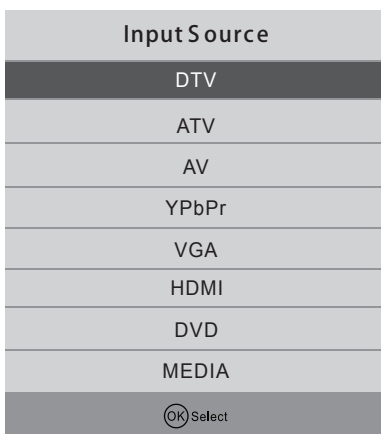 Input Source
DTV
ATV
AV
YPbPr
VGA
HDMI
DVD
MEDIA
OK Select